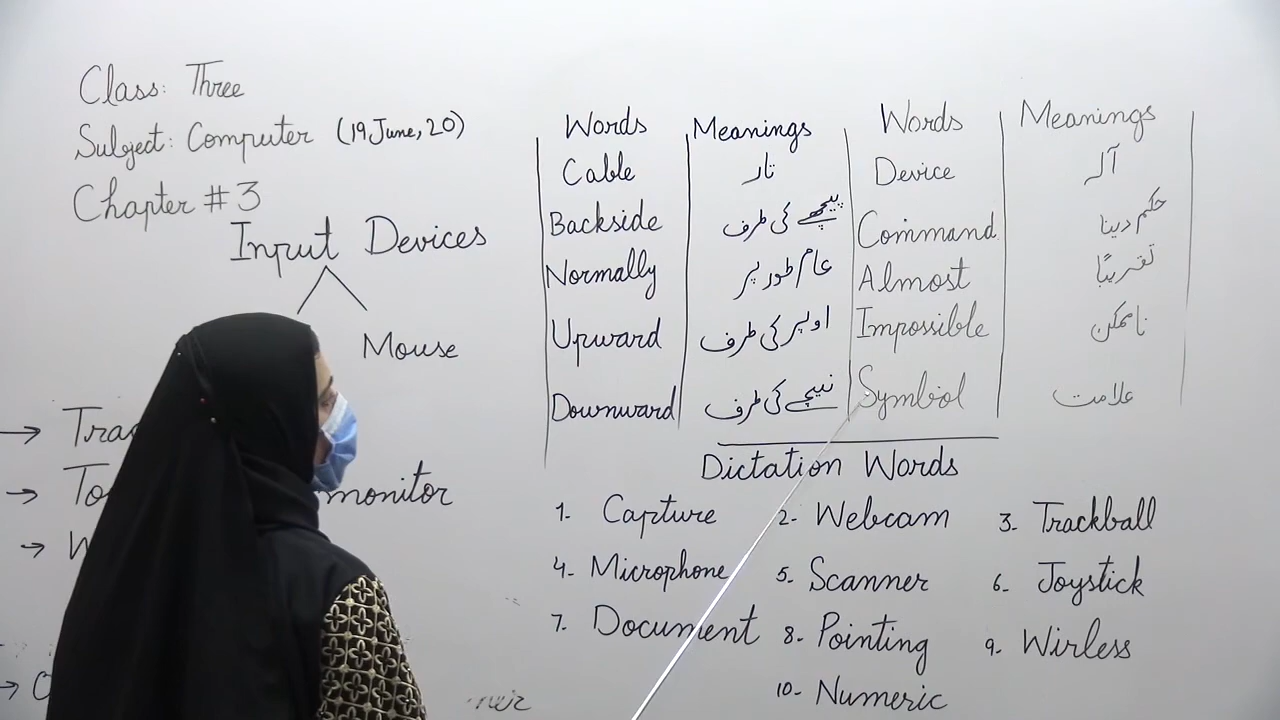 Class: Three
Subject: Computer (19 June, 20)
Chapter # 3
Input Devices
Mouse
monitor
Words Meanings Words Meanings
Cable تار Device آلہ
Backside پیچھے کی طرف Command حکم دینا
Normally عام طور پر Almost تقریباً
Upward اوپر کی طرف Impossible ناممکن
Downward نیچے کی طرف Symbol علامت
Dictation Words
1- Capture 2- Webcam 3- Trackball
4- Microphone 5- Scanner 6- Joystick
7- Document 8- Pointing 9- Wirless
10- Numeric